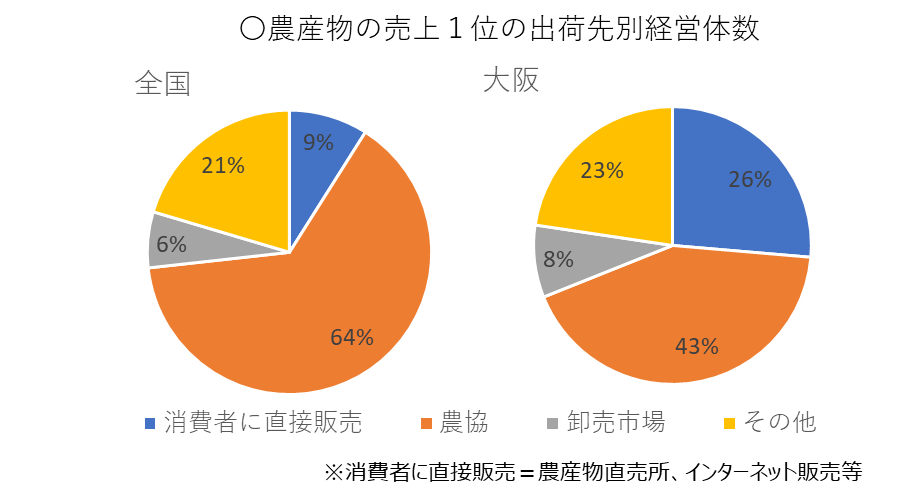 〇農産物の売上１位の出荷先別経営体数
全国
大阪
9%
64%
6%
21%
26%
43%
8%
23%
消費者に直接販売
農協
卸売市場
その他
※消費者に直接販売＝農産物直売所、インターネット販売等